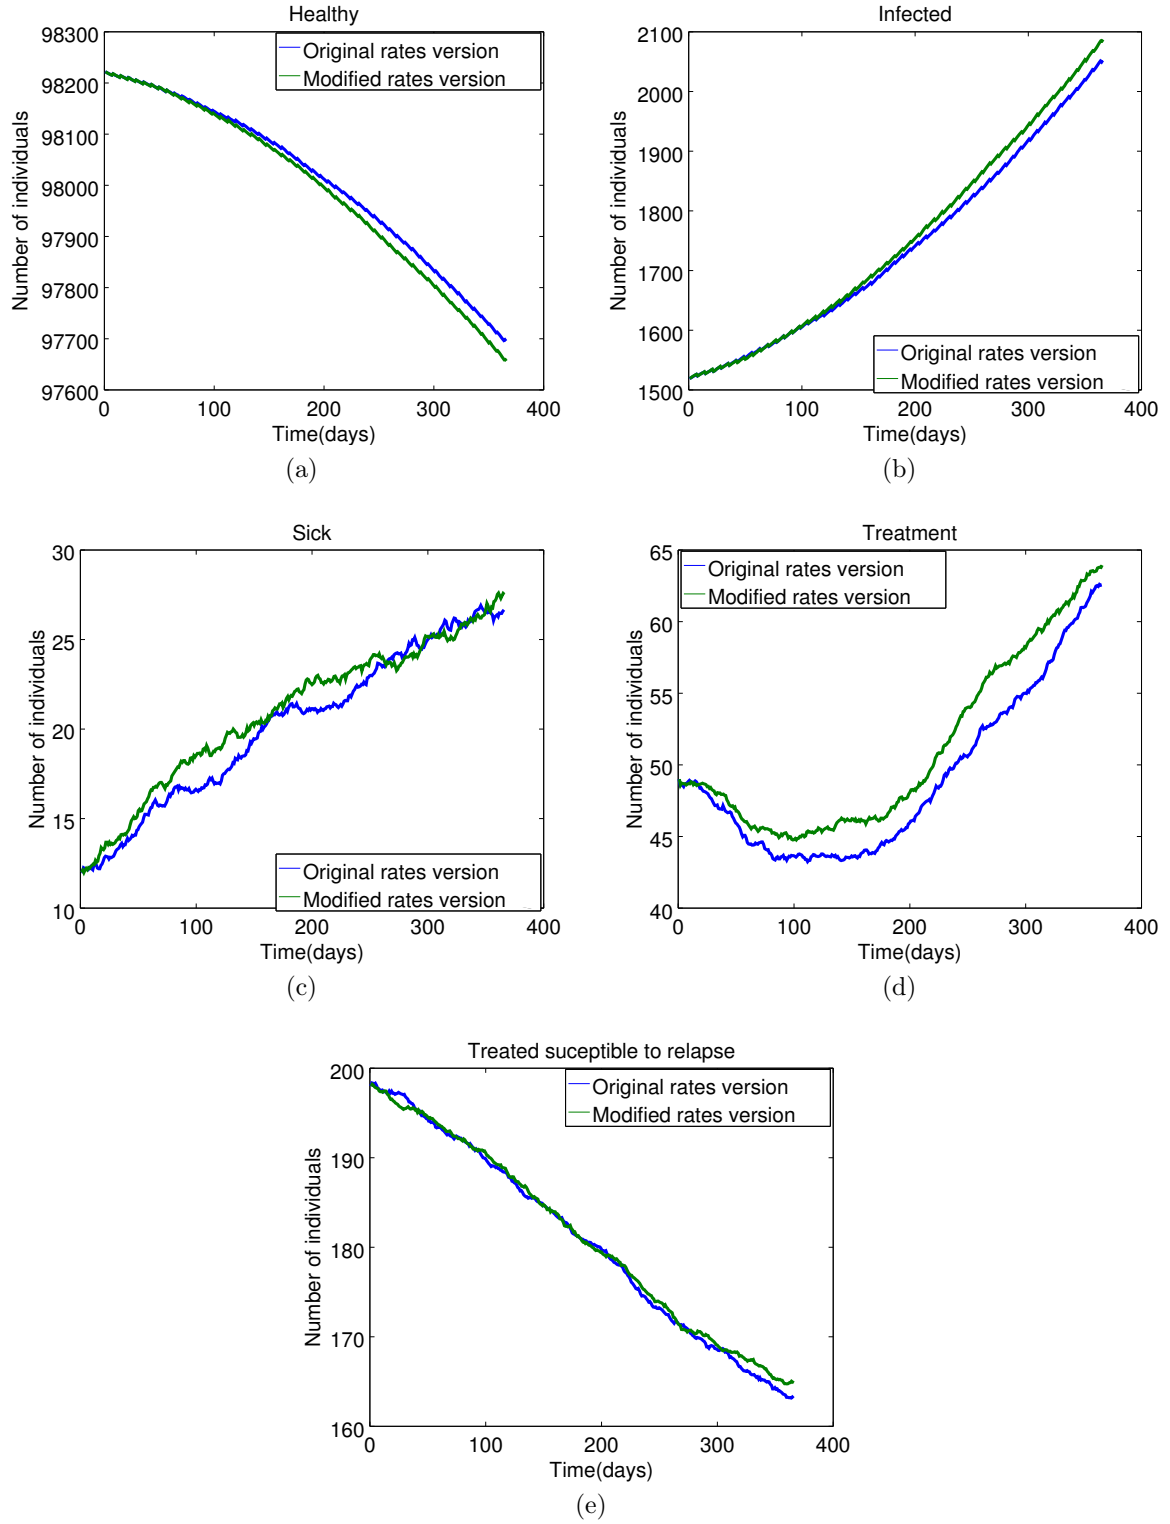 Healthy
98300
98200
98100
98000
97900
97800
97700
97600
0 100 200 300 400
Number of individuals
Time(days)
Original rates version
Modified rates version
(a)
Infected
2100
2000
1900
1800
1700
1600
1500
0 100 200 300 400
Number of individuals
Time(days)
Original rates version
Modified rates version
(b)
Sick
30
25
20
15
10
0 100 200 300 400
Number of individuals
Time(days)
Original rates version
Modified rates version
(c)
Treatment
65
60
55
50
45
40
0 100 200 300 400
Number of individuals
Time(days)
Original rates version
Modified rates version
(d)
Treated suceptible to relapse
200
190
180
170
160
0 100 200 300 400
Number of individuals
Time(days)
Original rates version
Modified rates version
(e)